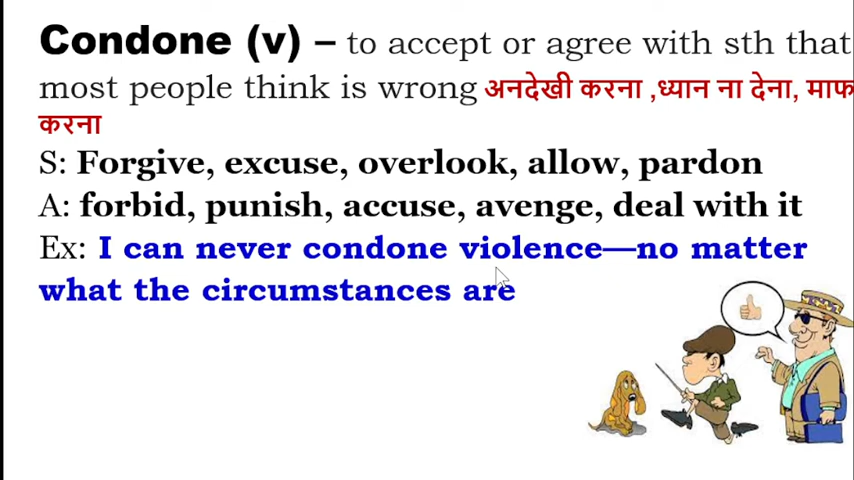 Condone (v) – to accept or agree with sth that
most people think is wrong अनदेखी करना ,ध्यान ना देना, माफ
करना
S: Forgive, excuse, overlook, allow, pardon
A: forbid, punish, accuse, avenge, deal with it
Ex: I can never condone violence—no matter
what the circumstances are